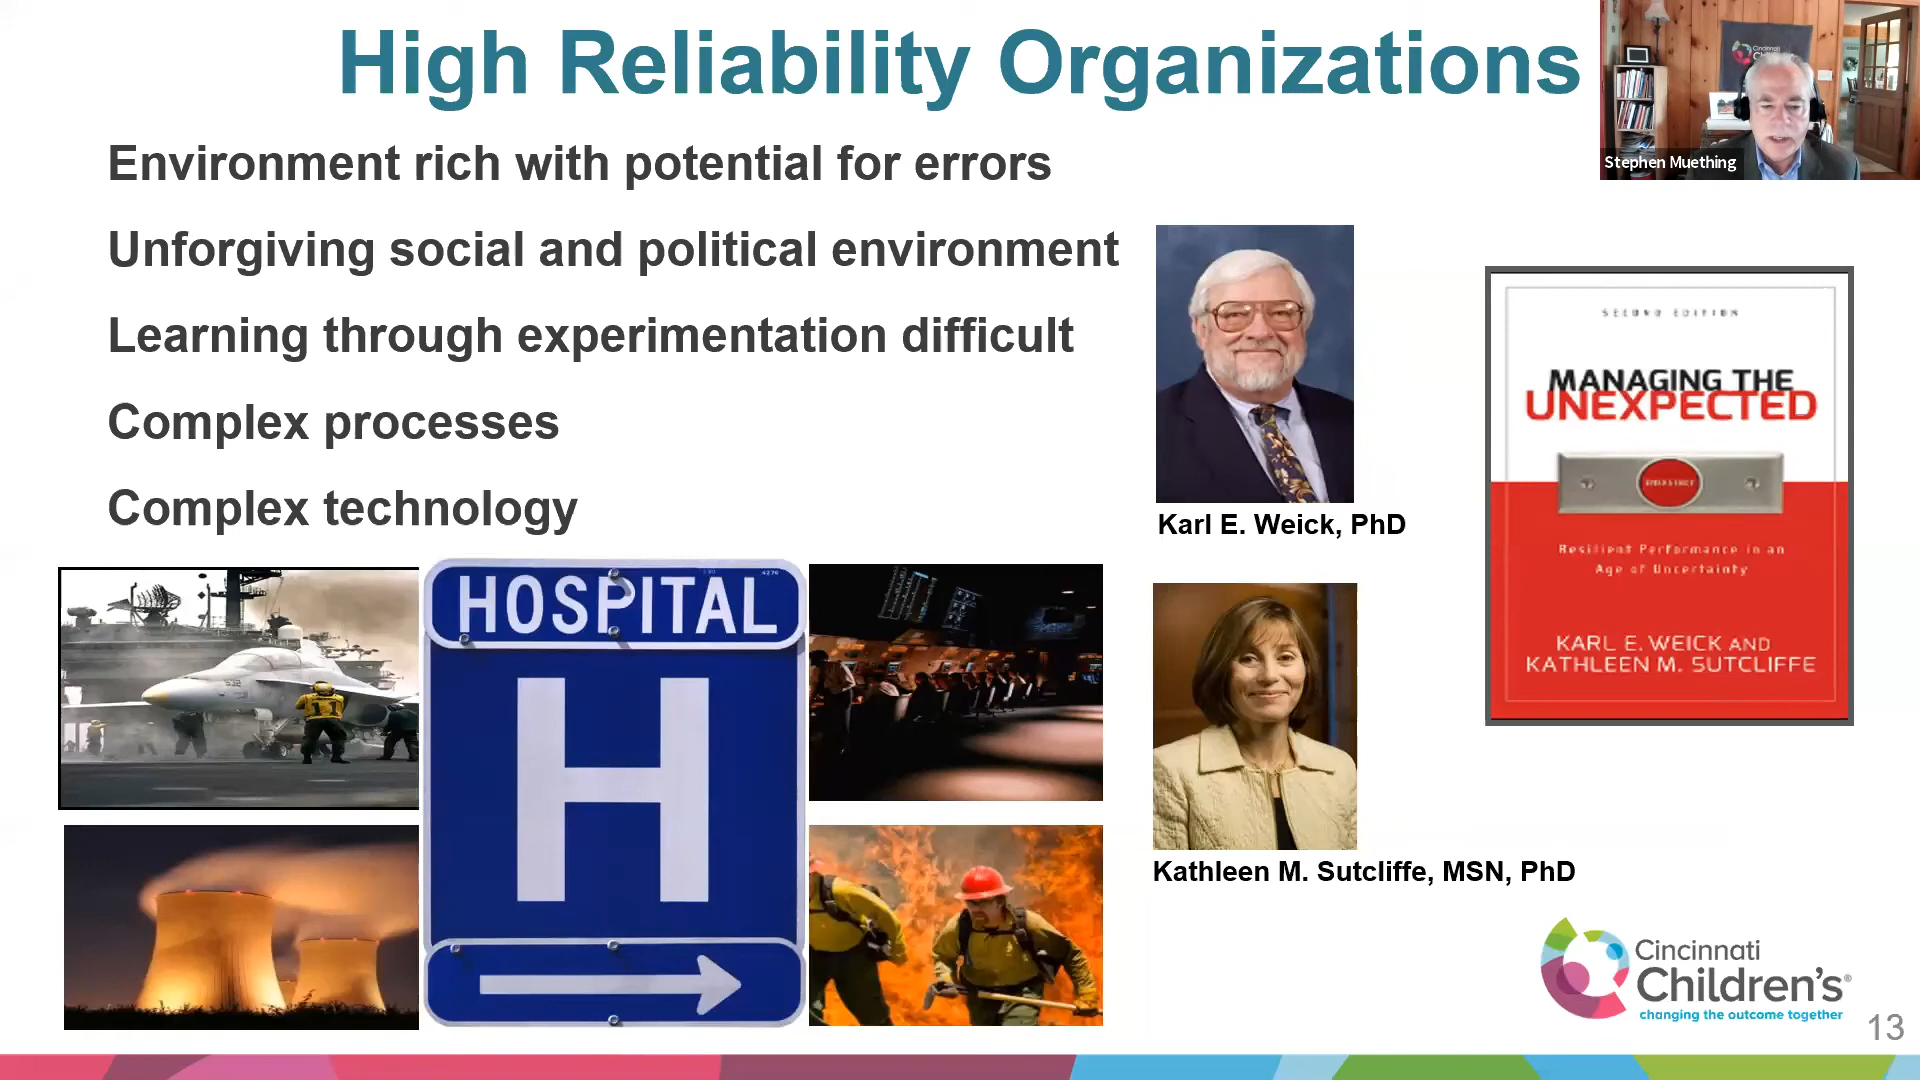 High Reliability Organizations
Stephen Muething
Environment rich with potential for errors
Unforgiving social and political environment
Learning through experimentation difficult
Complex processes
Complex technology
Karl E. Weick, PhD
SECOND EDITION
MANAGING THE
UNEXPECTED
Resilient Performance in an
Age of Uncertainty
KARL E. WEICK AND
KATHLEEN M. SUTCLIFFE
HOSPITAL
H
11
Kathleen M. Sutcliffe, MSN, PhD
Cincinnati
Children's®
changing the outcome together
13